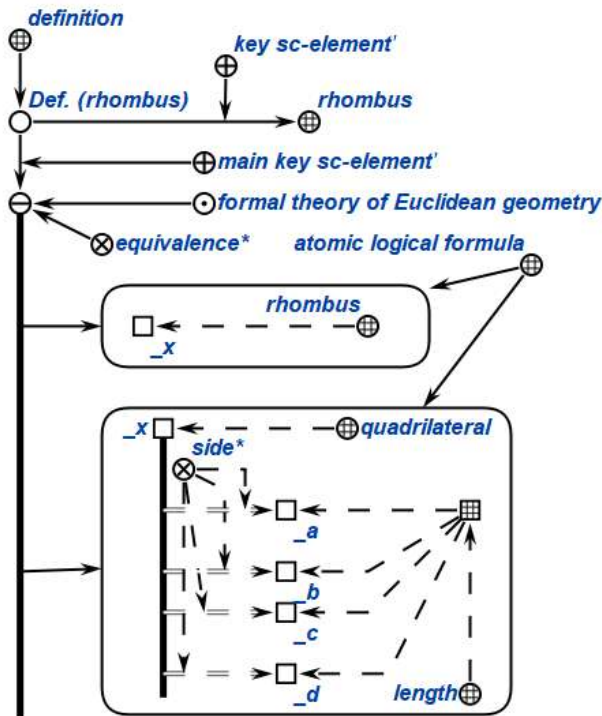 definition
key sc-element'
Def. (rhombus)
rhombus
main key sc-element'
formal theory of Euclidean geometry
equivalence*
atomic logical formula
rhombus
_x
_x
quadrilateral
side*
_a
_b
_c
_d
length